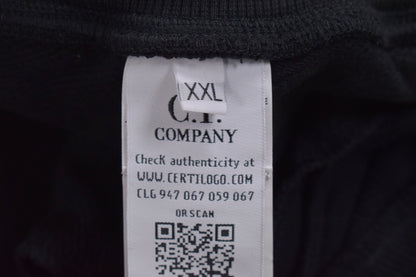 XXL
C.P.
COMPANY
Check authenticity at
WWW.CERTILOGO.COM
CLG 947 067 059 067
OR SCAN